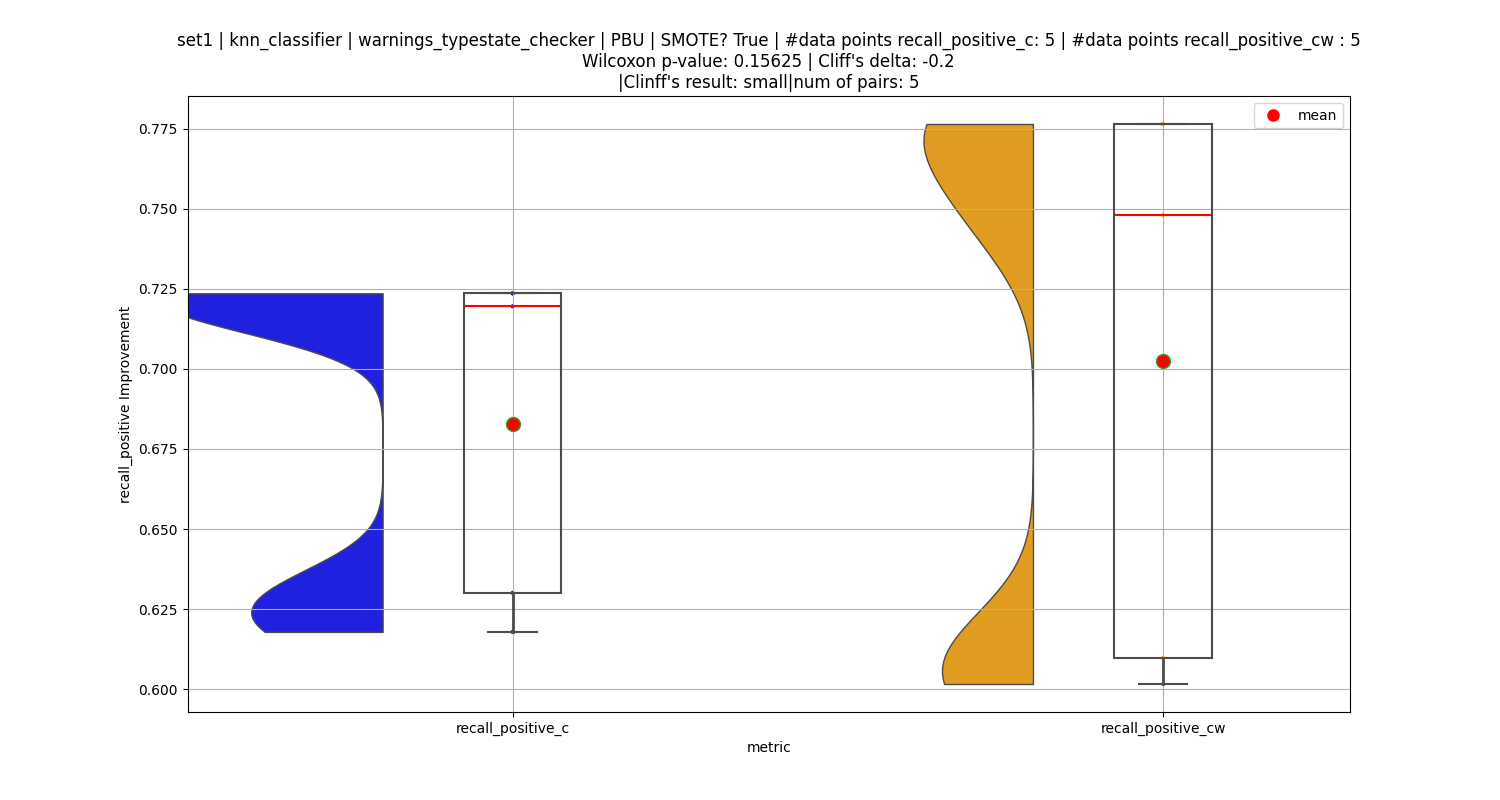 set1 | knn_classifier | warnings_typestate_checker | PBU | SMOTE? True | #data points recall_positive_c: 5 | #data points recall_positive_cw : 5
Wilcoxon p-value: 0.15625 | Cliff's delta: -0.2
|Clinff's result: small|num of pairs: 5
mean
0.775
0.750
0.725
0.700
0.675
0.650
0.625
0.600
recall_positive Improvement
recall_positive_c
recall_positive_cw
metric